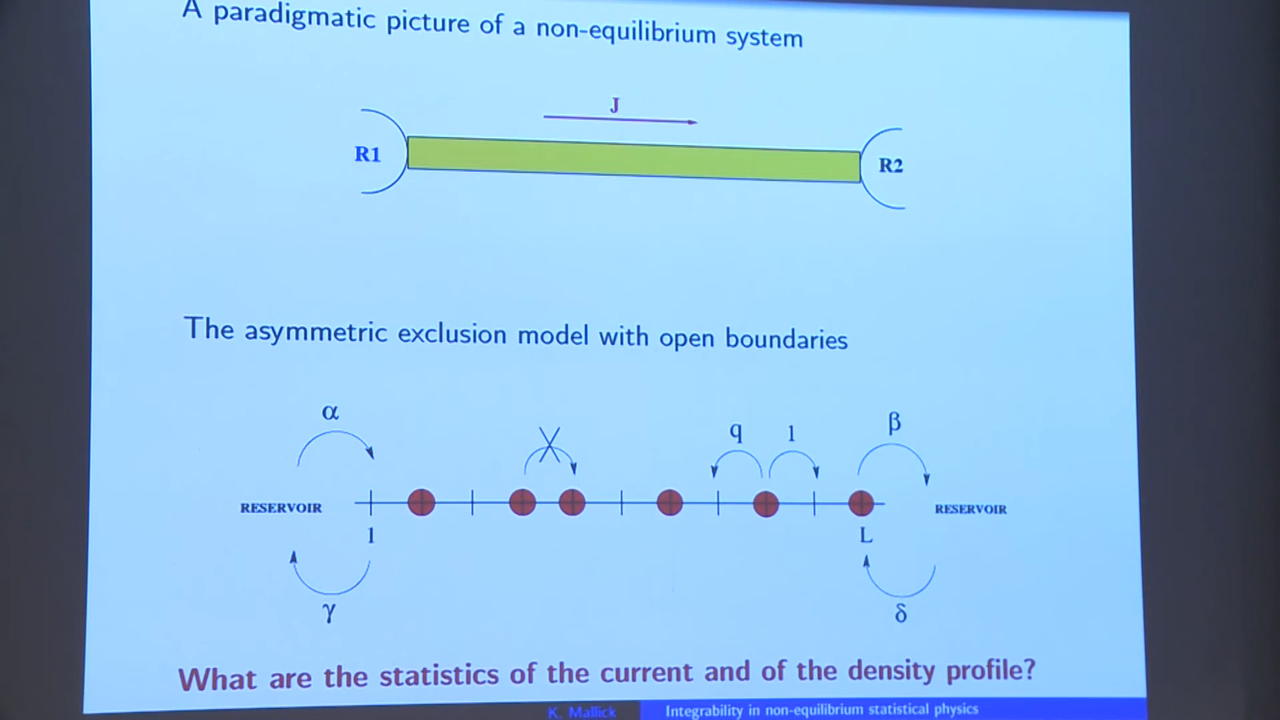 A paradigmatic picture of a non-equilibrium system
J
R1
R2
The asymmetric exclusion model with open boundaries
α
q
1
β
RESERVOIR
RESERVOIR
1
L
γ
δ
What are the statistics of the current and of the density profile?
K. Mallick
Integrability in non-equilibrium statistical physics